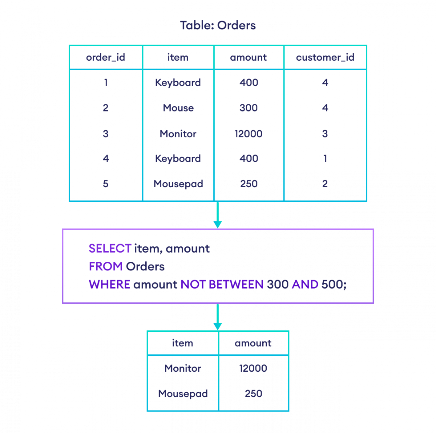 Table: Orders
order_id item amount customer_id
1 Keyboard 400 4
2 Mouse 300 4
3 Monitor 12000 3
4 Keyboard 400 1
5 Mousepad 250 2
SELECT item, amount
FROM Orders
WHERE amount NOT BETWEEN 300 AND 500;
item amount
Monitor 12000
Mousepad 250